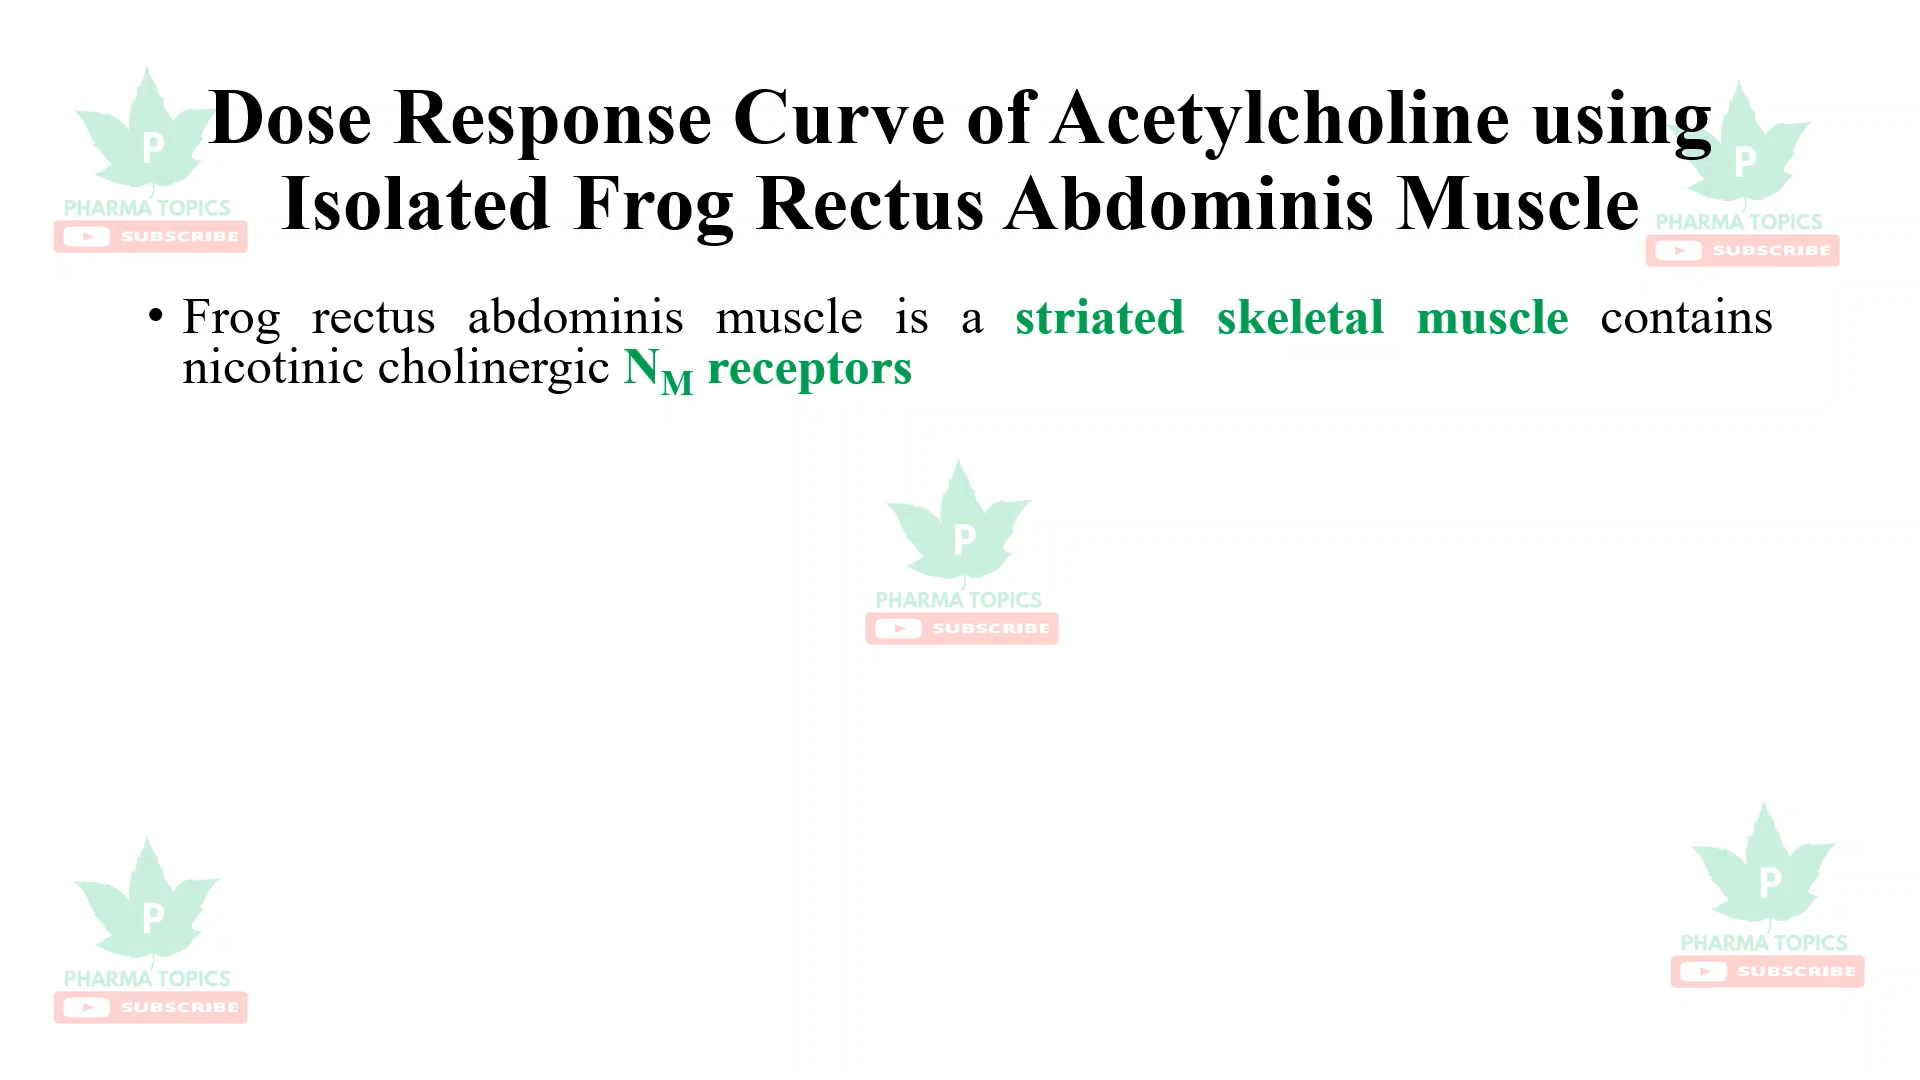 Dose Response Curve of Acetylcholine using
Isolated Frog Rectus Abdominis Muscle
P
PHARMA TOPICS
SUBSCRIBE
P
PHARMA TOPICS
SUBSCRIBE
• Frog rectus abdominis muscle is a striated skeletal muscle contains
nicotinic cholinergic NM receptors
P
PHARMA TOPICS
SUBSCRIBE
P
PHARMA TOPICS
SUBSCRIBE
P
PHARMA TOPICS
SUBSCRIBE